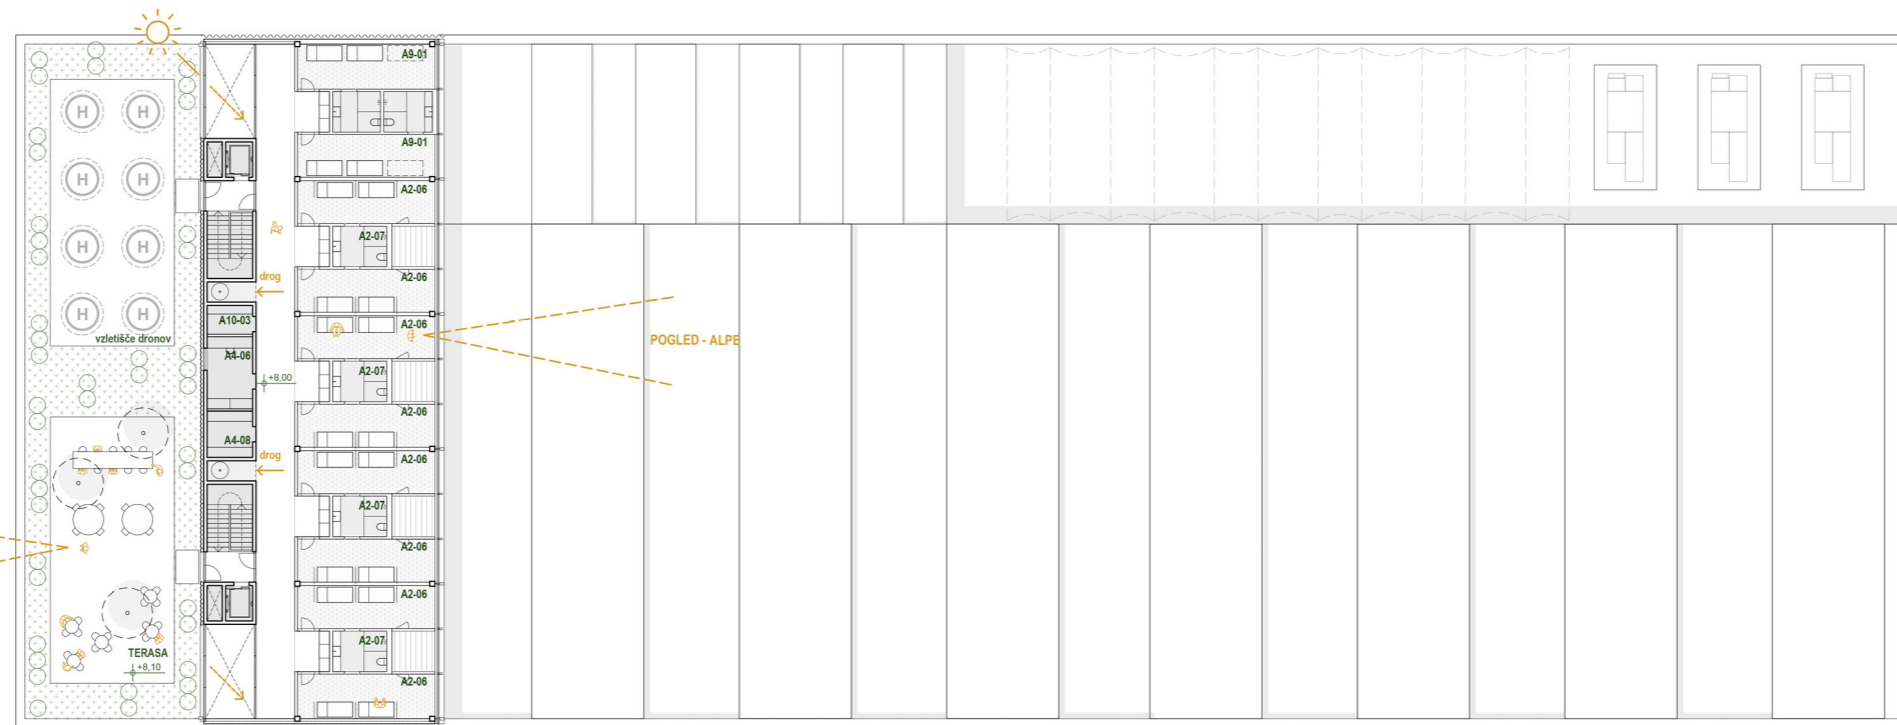 A9-01
H H
A9-01
H H
A2-06
A2-07
H H
drog
A2-06
H H
A10-03
A2-06
vzletišče dronov
POGLED - ALPE
A4-06
A2-07
+8,00
A2-06
A4-08
drog
A2-06
A2-07
A2-06
A2-06
A2-07
TERASA
+8,10
A2-06